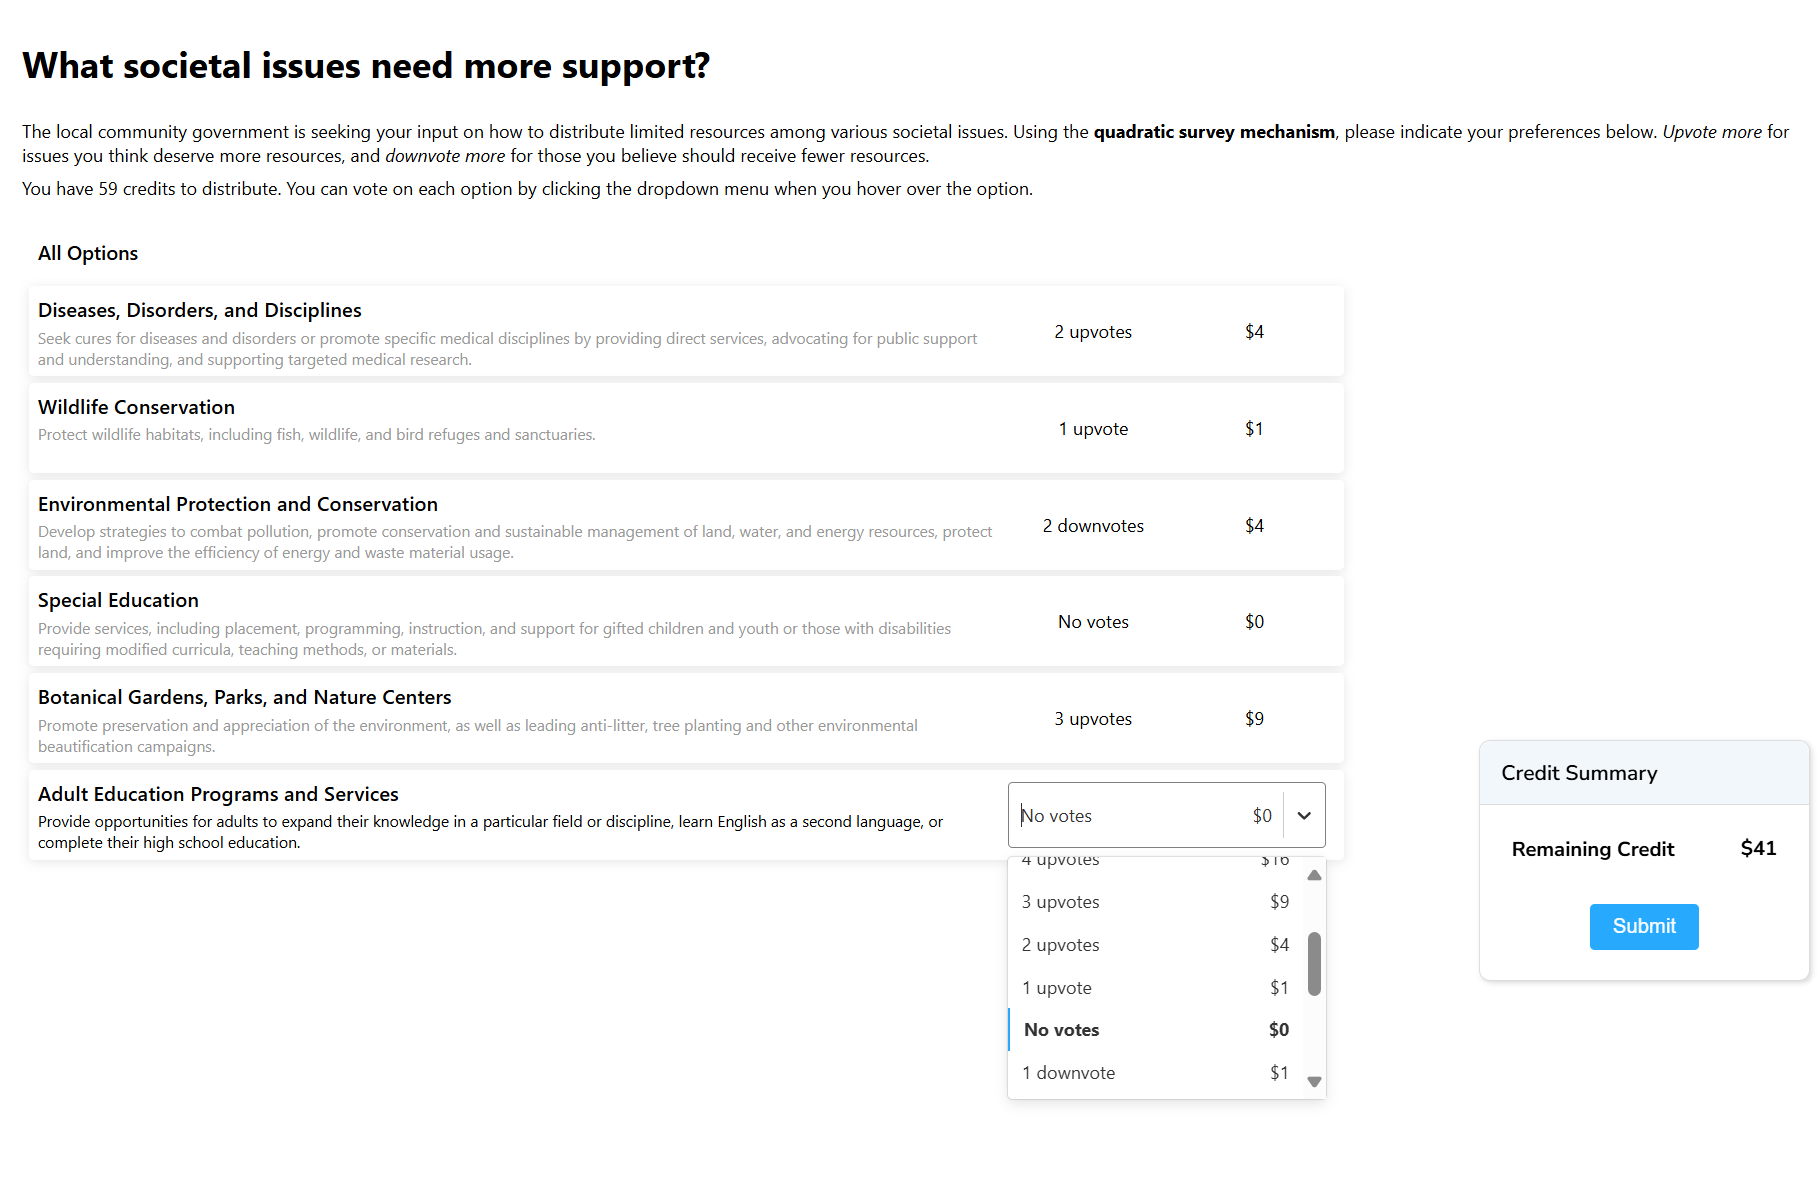 What societal issues need more support?
The local community government is seeking your input on how to distribute limited resources among various societal issues. Using the quadratic survey mechanism, please indicate your preferences below. Upvote more for
issues you think deserve more resources, and downvote more for those you believe should receive fewer resources.
You have 59 credits to distribute. You can vote on each option by clicking the dropdown menu when you hover over the option.
All Options
Diseases, Disorders, and Disciplines
Seek cures for diseases and disorders or promote specific medical disciplines by providing direct services, advocating for public support
and understanding, and supporting targeted medical research.
2 upvotes $4
Wildlife Conservation
Protect wildlife habitats, including fish, wildlife, and bird refuges and sanctuaries.
1 upvote $1
Environmental Protection and Conservation
Develop strategies to combat pollution, promote conservation and sustainable management of land, water, and energy resources, protect
land, and improve the efficiency of energy and waste material usage.
2 downvotes $4
Special Education
Provide services, including placement, programming, instruction, and support for gifted children and youth or those with disabilities
requiring modified curricula, teaching methods, or materials.
No votes $0
Botanical Gardens, Parks, and Nature Centers
Promote preservation and appreciation of the environment, as well as leading anti-litter, tree planting and other environmental
beautification campaigns.
3 upvotes $9
Adult Education Programs and Services
Provide opportunities for adults to expand their knowledge in a particular field or discipline, learn English as a second language, or
complete their high school education.
No votes $0
4 upvotes $16
3 upvotes $9
2 upvotes $4
1 upvote $1
No votes $0
1 downvote $1
Credit Summary
Remaining Credit $41
Submit